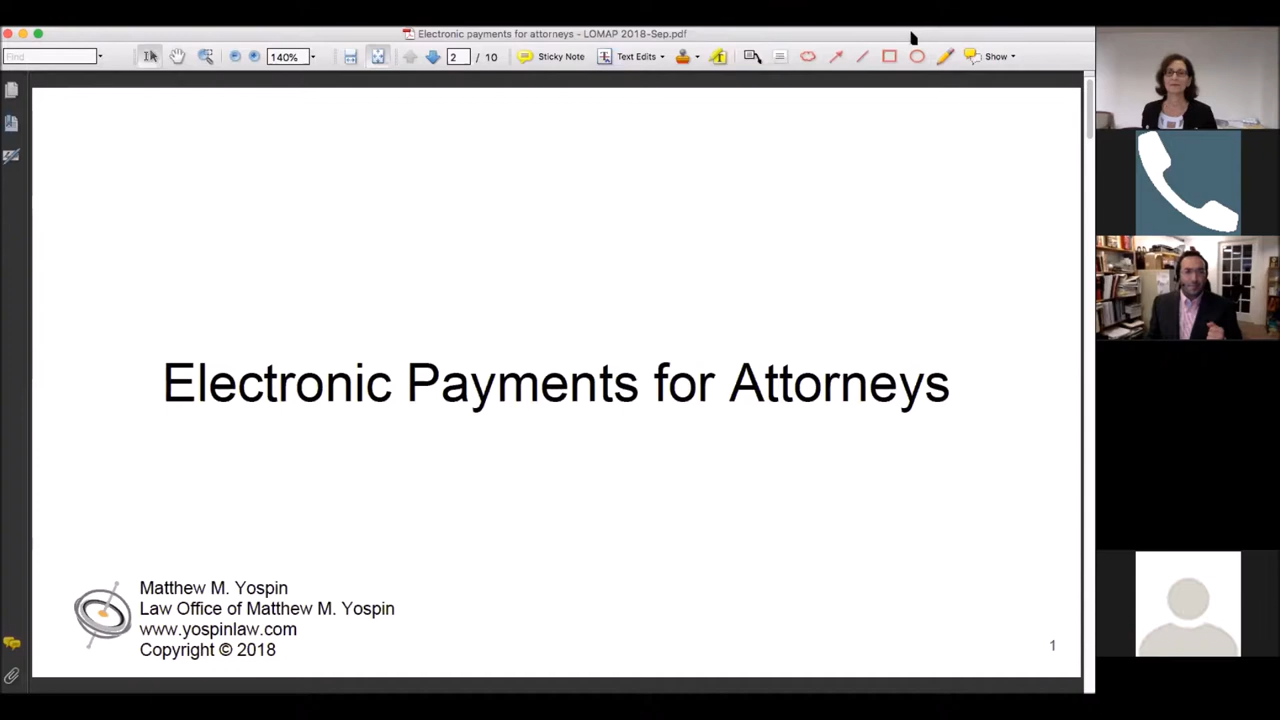 Electronic payments for attorneys - LOMAP 2018-Sep.pdf
Find
140%
2 / 10
Sticky Note
Text Edits
Show
Electronic Payments for Attorneys
Matthew M. Yospin
Law Office of Matthew M. Yospin
www.yospinlaw.com
Copyright © 2018
1